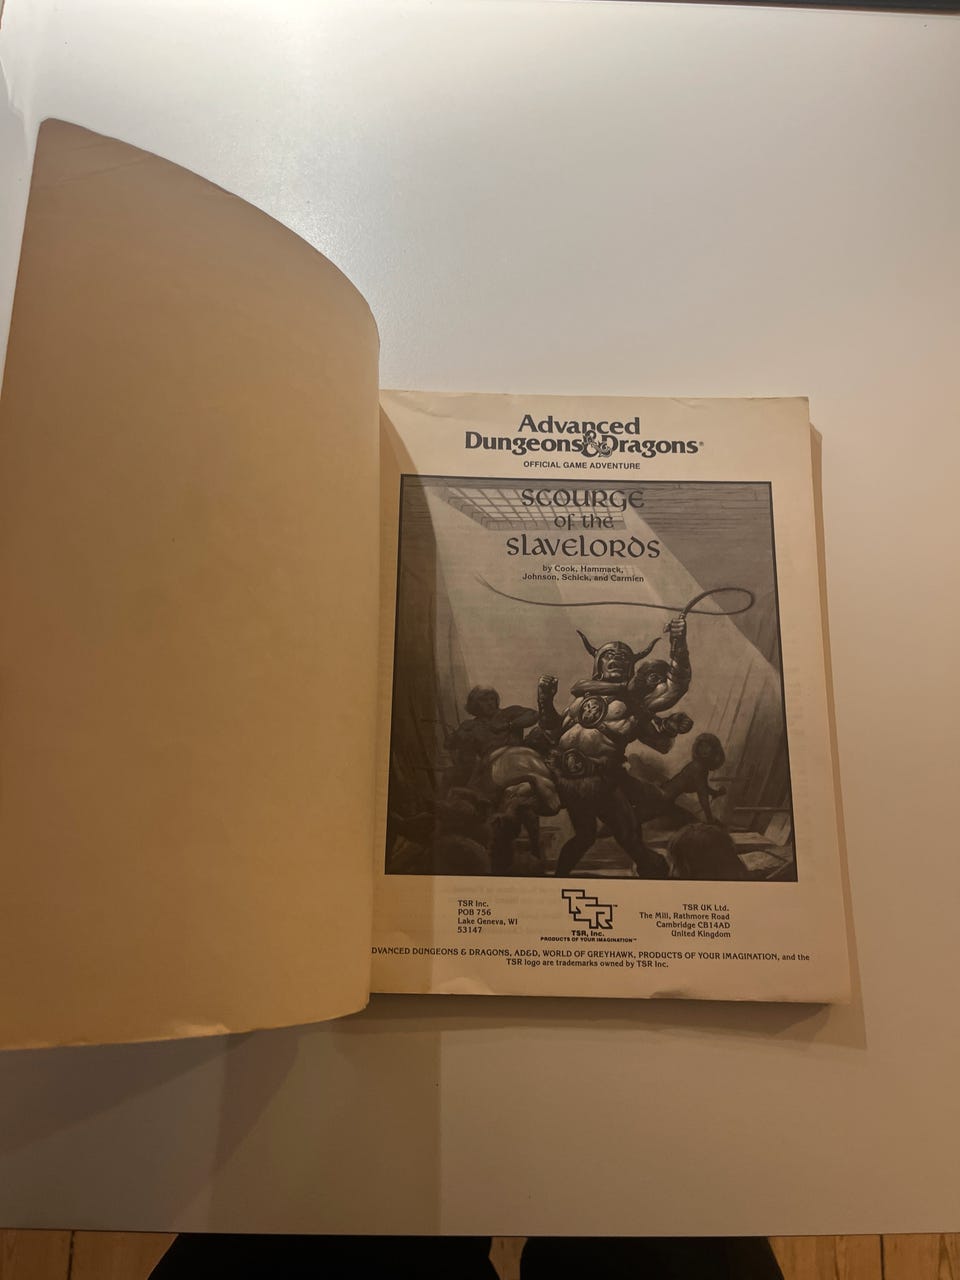 Advanced
Dungeons & Dragons®
OFFICIAL GAME ADVENTURE
SCOURGE
of the
SLAVELORDS
by Cook, Hammack,
Johnson, Schick, and Carmien
TSR Inc.
POB 756
Lake Geneva, WI
53147
TSR™
TSR, Inc.
PRODUCTS OF YOUR IMAGINATION™
TSR UK Ltd.
The Mill, Rathmore Road
Cambridge CB14AD
United Kingdom
DVANCED DUNGEONS & DRAGONS, AD&D, WORLD OF GREYHAWK, PRODUCTS OF YOUR IMAGINATION, and the
TSR logo are trademarks owned by TSR Inc.